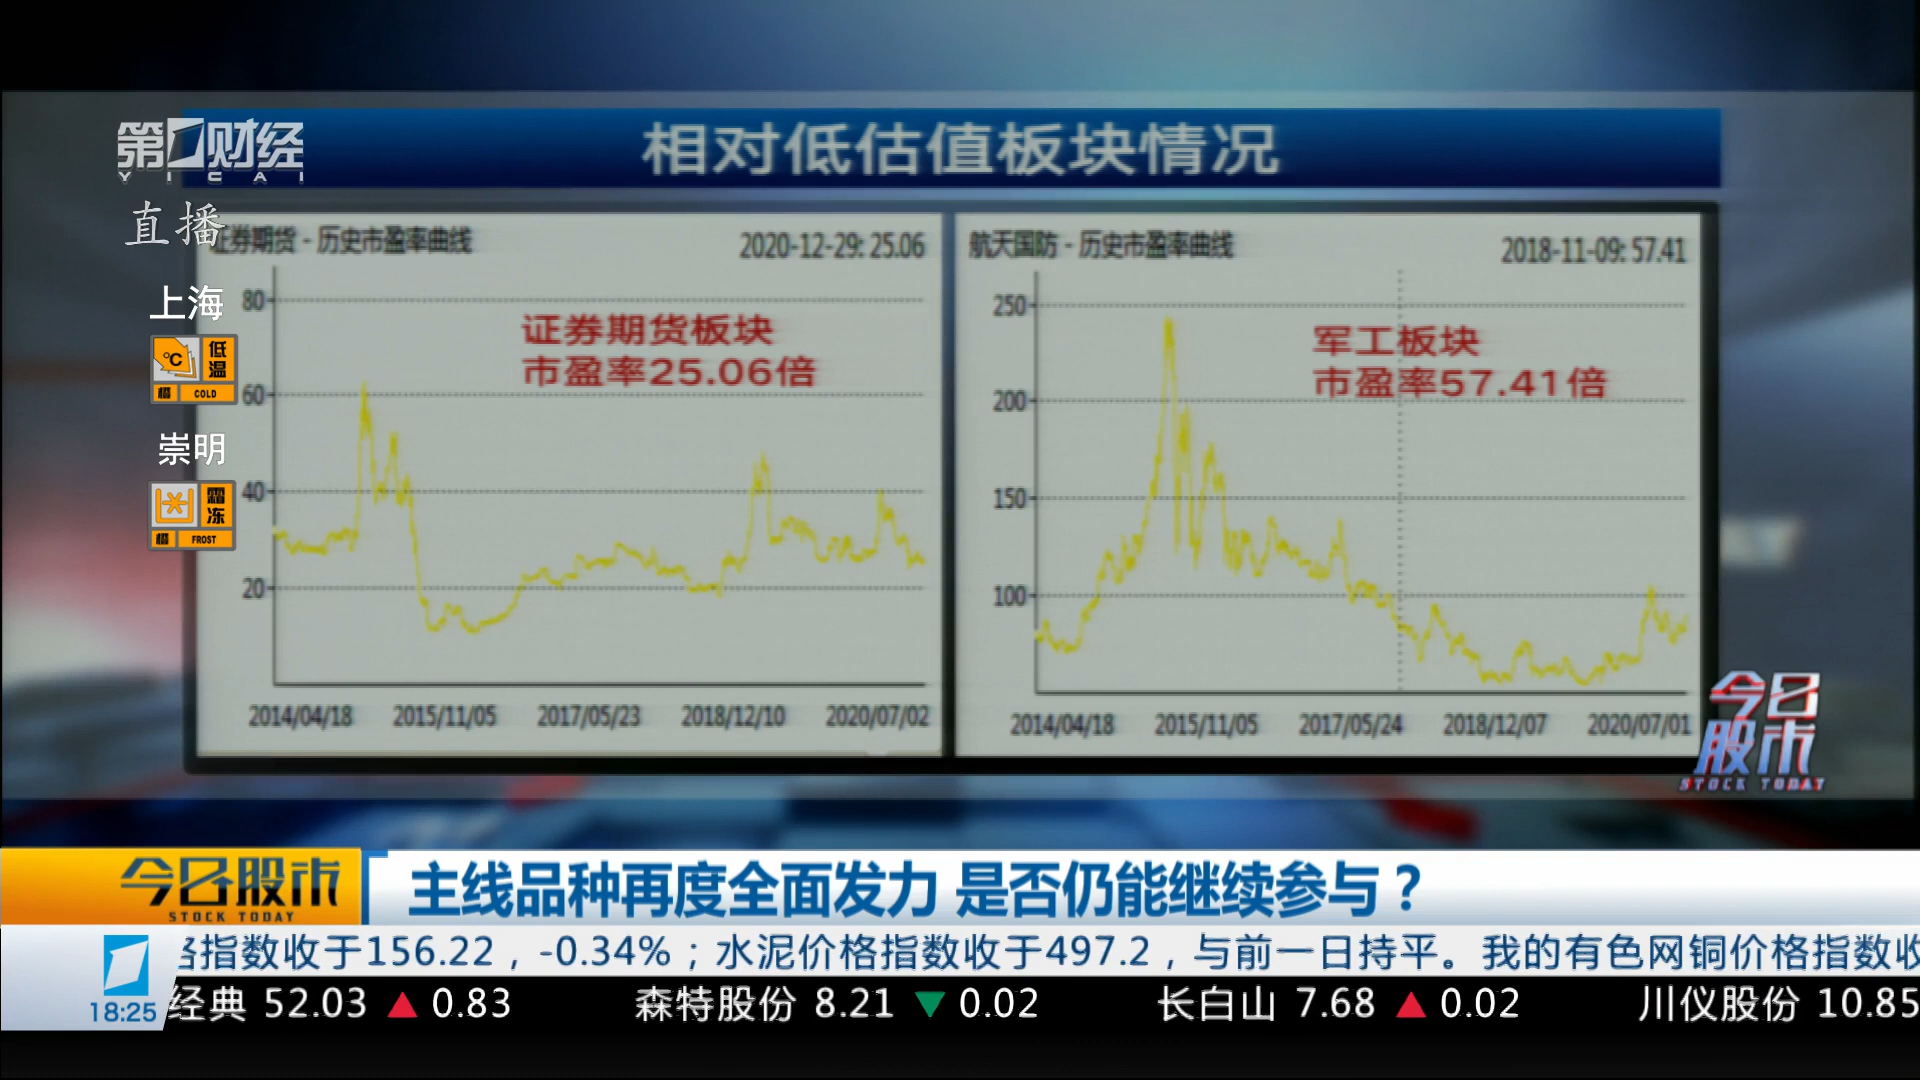 第1财经
YICAI
直播
相对低估值板块情况
证券期货 - 历史市盈率曲线
2020-12-29: 25.06
80
60
40
20
证券期货板块
市盈率25.06倍
2014/04/18
2015/11/05
2017/05/23
2018/12/10
2020/07/02
航天国防 - 历史市盈率曲线
2018-11-09: 57.41
250
200
150
100
军工板块
市盈率57.41倍
2014/04/18
2015/11/05
2017/05/24
2018/12/07
2020/07/01
上海
℃
低温
橙
COLD
崇明
霜冻
橙
FROST
今日股市
STOCK TODAY
今日股市
STOCK TODAY
主线品种再度全面发力 是否仍能继续参与？
格指数收于156.22，-0.34%；水泥价格指数收于497.2，与前一日持平。我的有色网铜价格指数收
18:25
经典 52.03 ▲ 0.83 森特股份 8.21 ▼ 0.02 长白山 7.68 ▲ 0.02 川仪股份 10.85